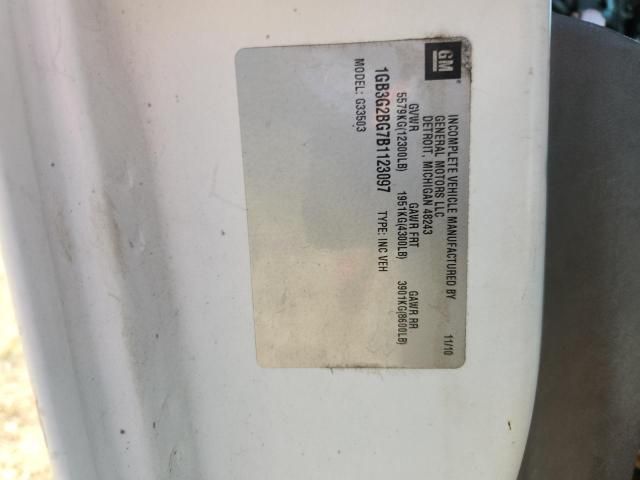 GM
INCOMPLETE VEHICLE MANUFACTURED BY
GENERAL MOTORS LLC
DETROIT, MICHIGAN 48243
11/10
GVWR GAWR FRT GAWR RR
5579KG(12300LB) 1951KG(4300LB) 3901KG(8600LB)
1GB3G2BG7B1123097 TYPE: INC VEH
MODEL: G33503